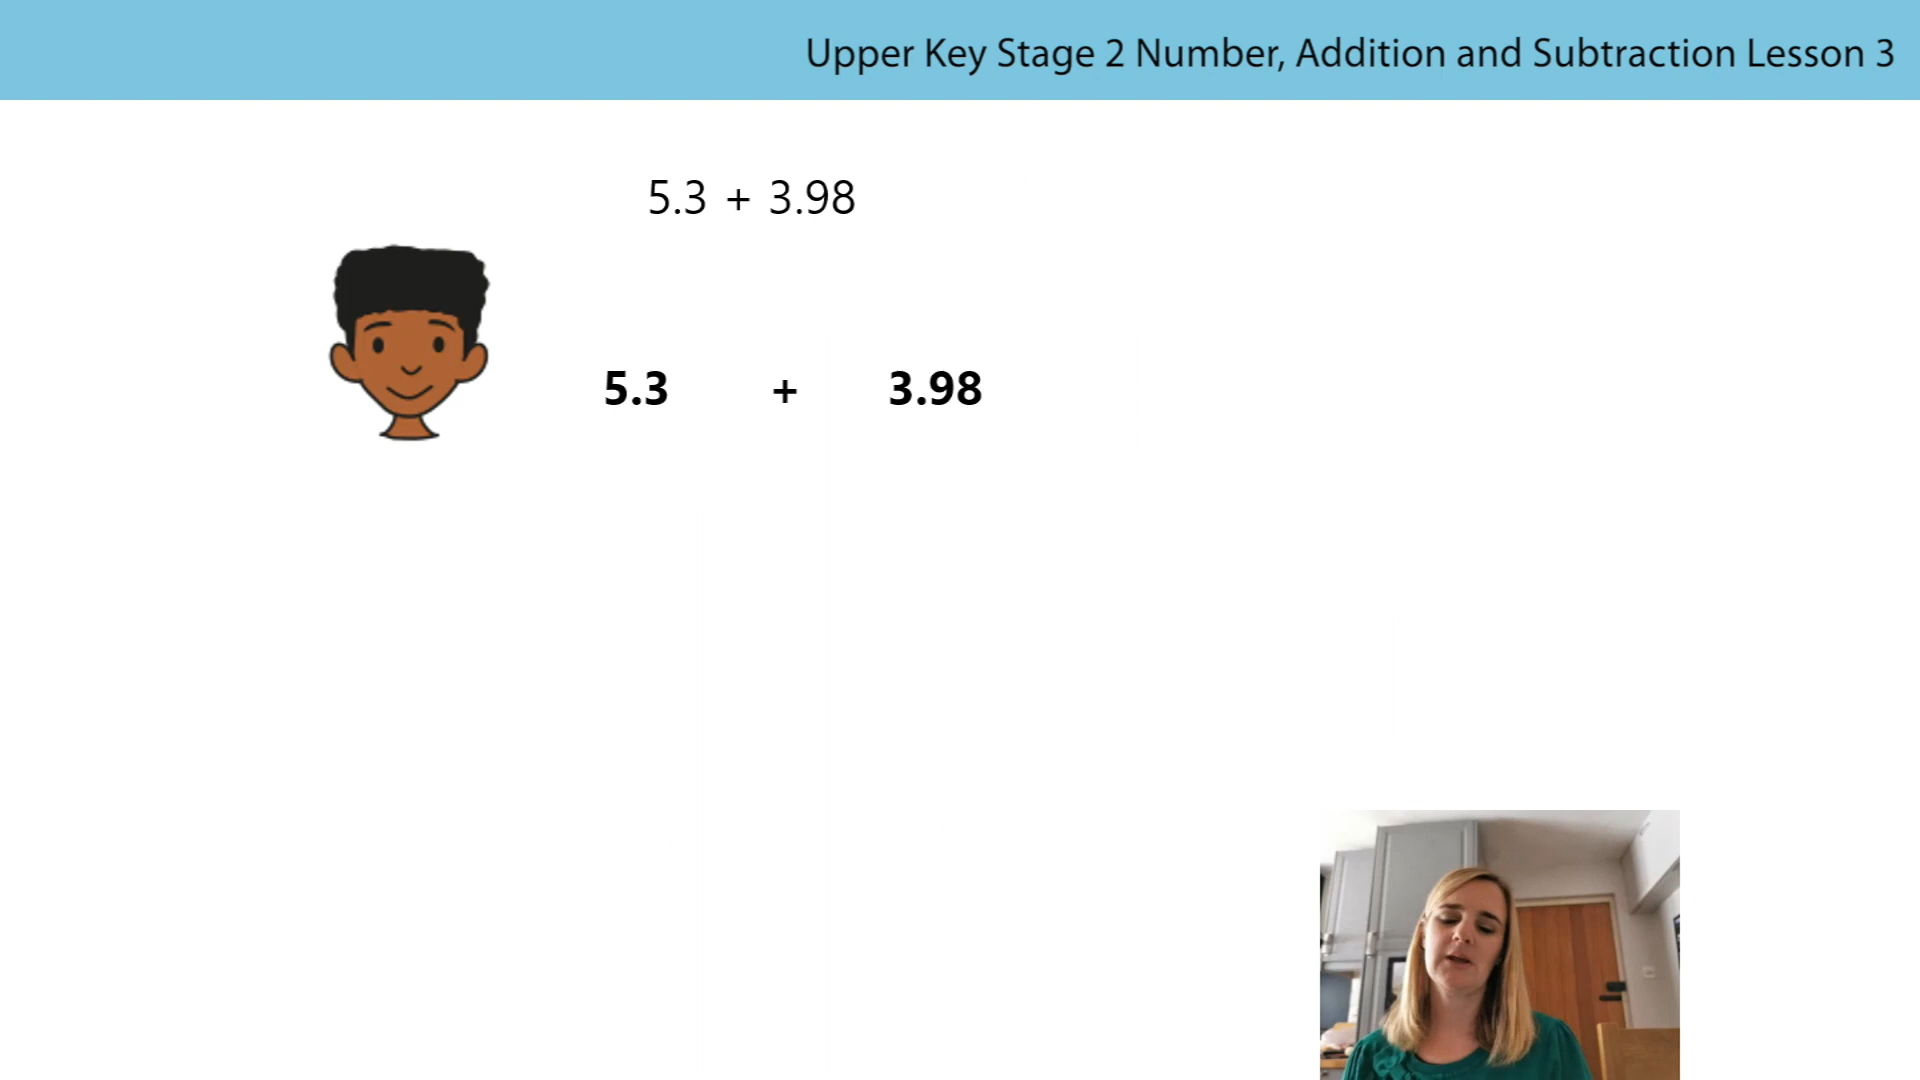 Upper Key Stage 2 Number, Addition and Subtraction Lesson 3
5.3 + 3.98
5.3 + 3.98